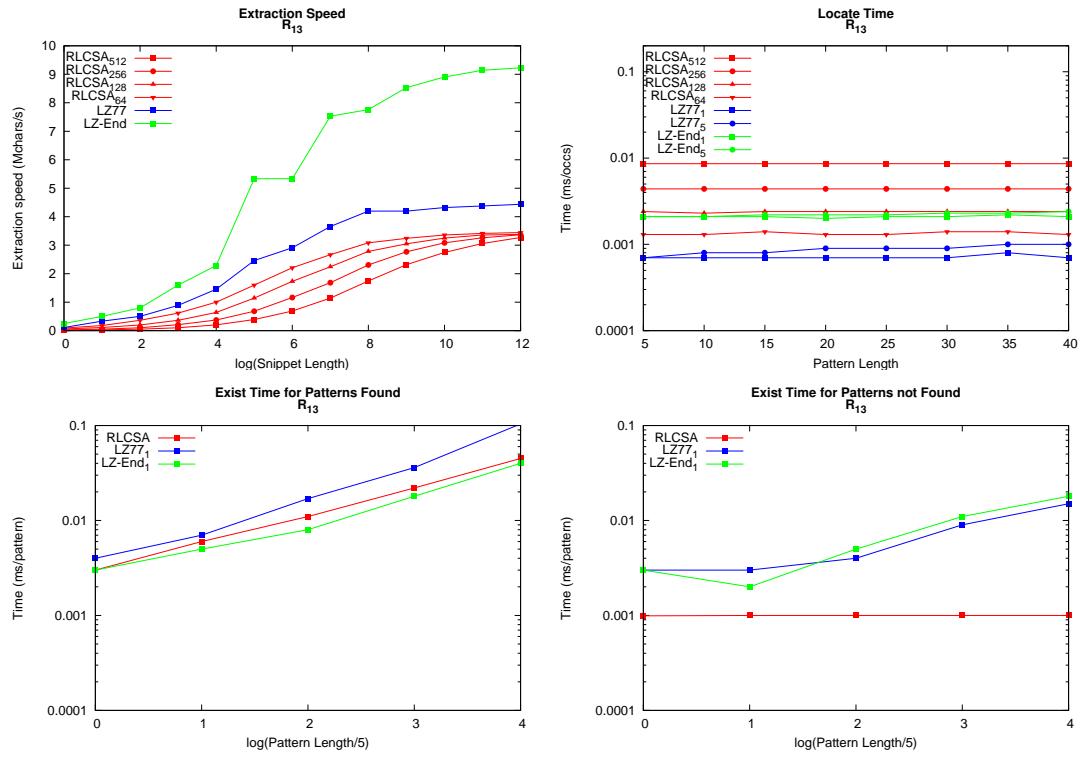 Extraction Speed
R13
Extraction speed (Mchars/s)
10
9
8
7
6
5
4
3
2
1
0
RLCSA512
RLCSA256
RLCSA128
RLCSA64
LZ77
LZ-End
0 2 4 6 8 10 12
log(Snippet Length)
Locate Time
R13
Time (ms/occs)
0.1
0.01
0.001
0.0001
RLCSA512
RLCSA256
RLCSA128
RLCSA64
LZ771
LZ775
LZ-End1
LZ-End5
5 10 15 20 25 30 35 40
Pattern Length
Exist Time for Patterns Found
R13
Time (ms/pattern)
0.1
0.01
0.001
0.0001
RLCSA
LZ771
LZ-End1
0 1 2 3 4
log(Pattern Length/5)
Exist Time for Patterns not Found
R13
Time (ms/pattern)
0.1
0.01
0.001
0.0001
RLCSA
LZ771
LZ-End1
0 1 2 3 4
log(Pattern Length/5)